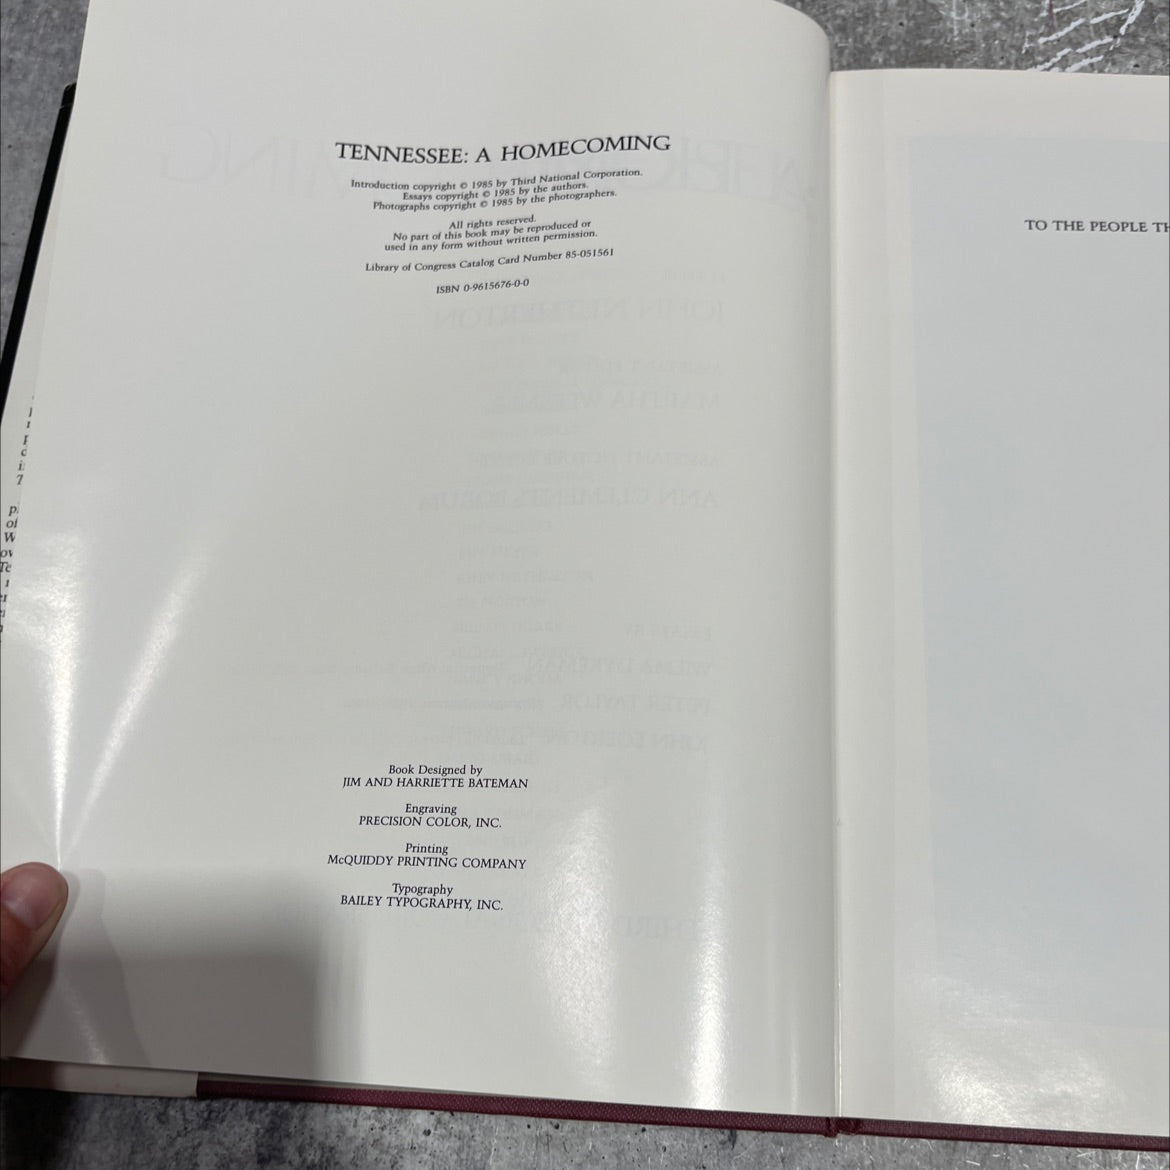 TENNESSEE: A HOMECOMING
Introduction copyright © 1985 by Third National Corporation.
Essays copyright © 1985 by the authors.
Photographs copyright © 1985 by the photographers.
All rights reserved.
No part of this book may be reproduced or
used in any form without written permission.
Library of Congress Catalog Card Number 85-051561
ISBN 0-9615676-0-0
Book Designed by
JIM AND HARRIETTE BATEMAN
Engraving
PRECISION COLOR, INC.
Printing
McQUIDDY PRINTING COMPANY
Typography
BAILEY TYPOGRAPHY, INC.
TO THE PEOPLE TH